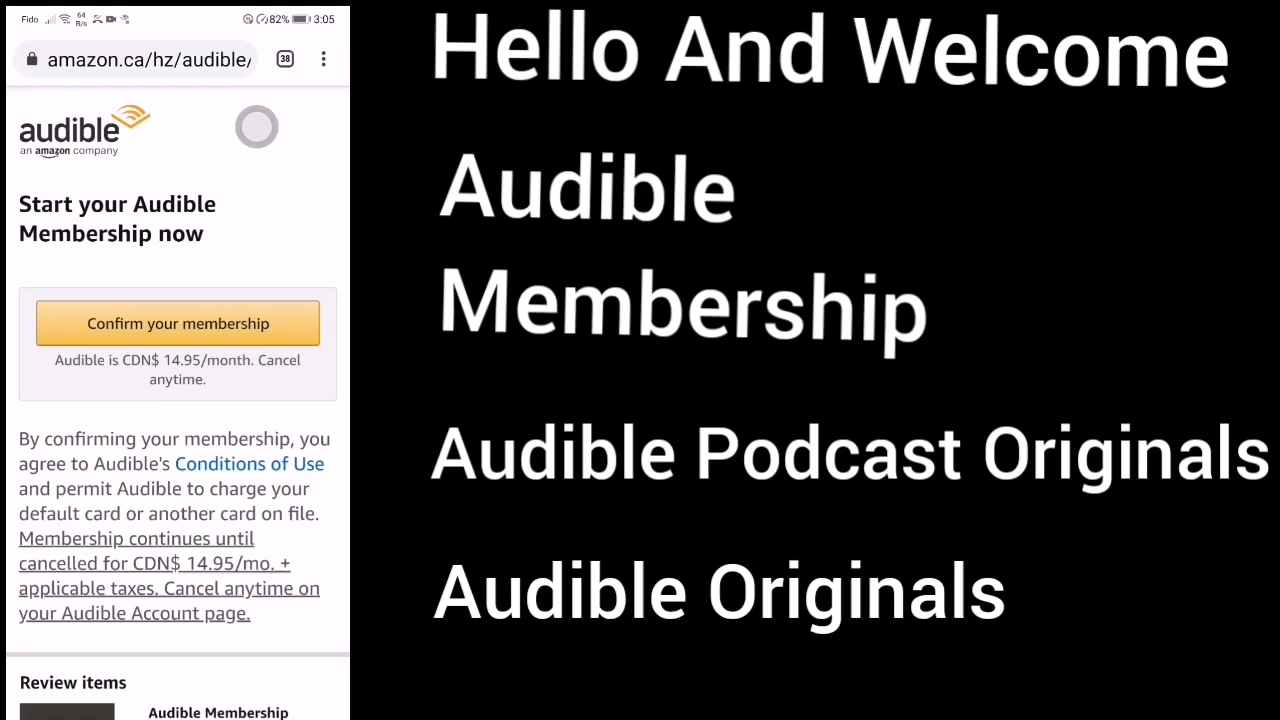 Fido 64 B/s 82% 3:05
amazon.ca/hz/audible/ 38
audible
an amazon company
Start your Audible
Membership now
Confirm your membership
Audible is CDN$ 14.95/month. Cancel
anytime.
By confirming your membership, you
agree to Audible's Conditions of Use
and permit Audible to charge your
default card or another card on file.
Membership continues until
cancelled for CDN$ 14.95/mo. +
applicable taxes. Cancel anytime on
your Audible Account page.
Review items
Audible Membership
Hello And Welcome
Audible
Membership
Audible Podcast Originals
Audible Originals